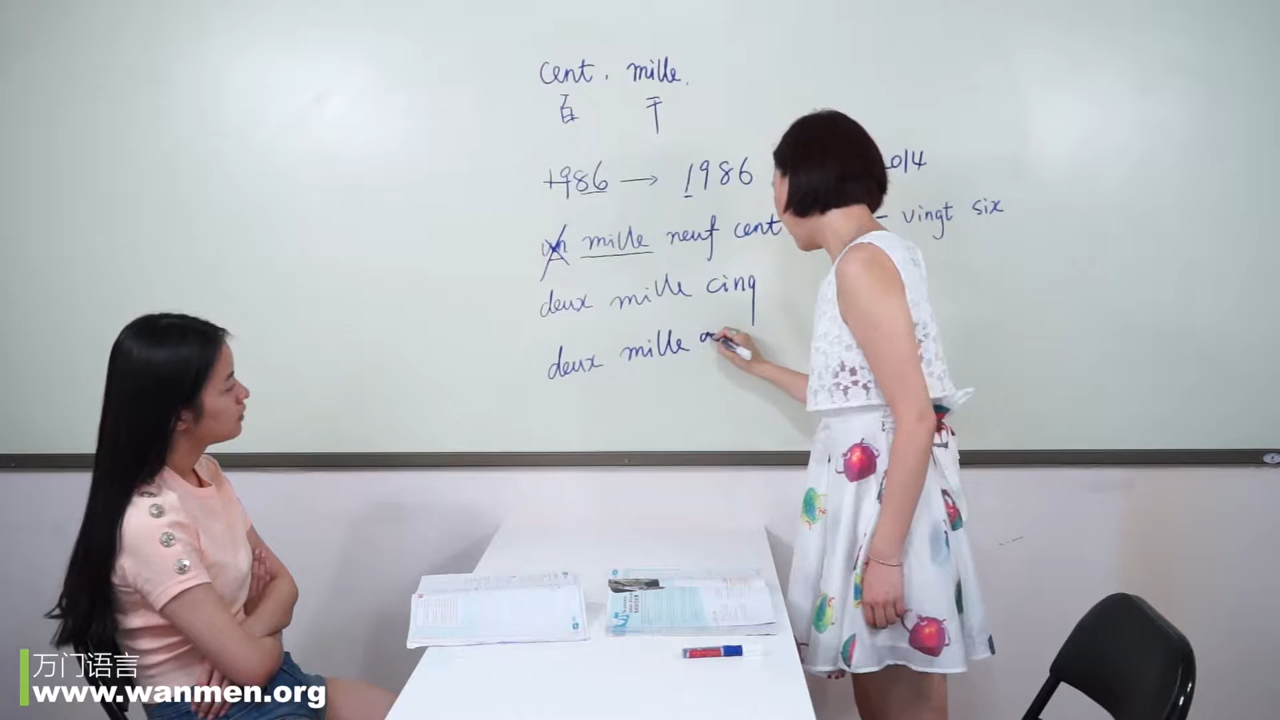 cent. mille.
百 千
1986 → 1986 014
un mille neuf cent - vingt six
deux mille cinq
deux mille
万门语言
www.wanmen.org